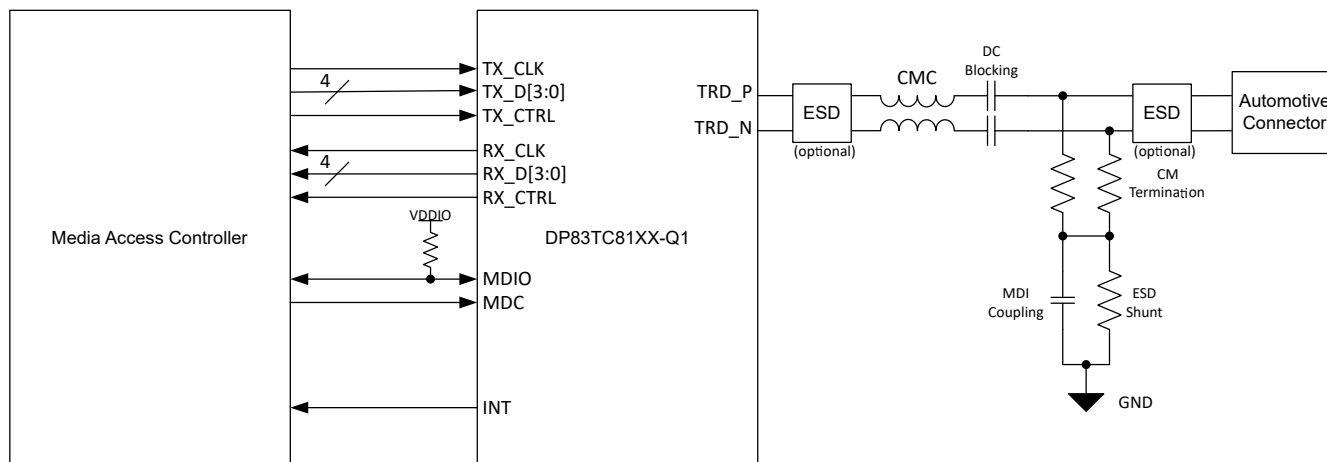 Media Access Controller
4
4
VDDIO
TX_CLK
TX_D[3:0]
TX_CTRL
RX_CLK
RX_D[3:0]
RX_CTRL
DP83TC81XX-Q1
MDIO
MDC
INT
TRD_P
TRD_N
ESD
(optional)
CMC
DC
Blocking
ESD
(optional)
Automotive
Connector
CM
Termination
MDI
Coupling
ESD
Shunt
GND